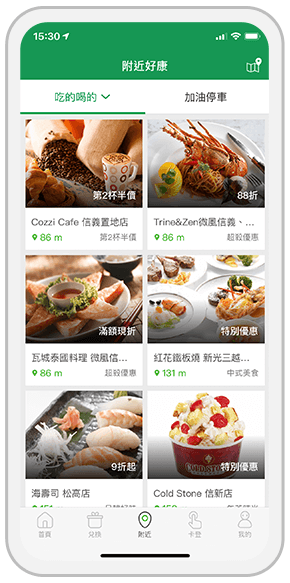 15:30
附近好康
吃的喝的
加油停車
第2杯半價
88折
Cozzi Cafe 信義置地店
Trine&Zen微風信義、...
86 m
第2杯半價
86 m
超殺優惠
滿額現折
特別優惠
瓦城泰國料理 微風信...
紅花鐵板燒 新光三越...
86 m
超殺優惠
131 m
中式美食
9折起
COLD STONE
特別優惠
海壽司 松高店
Cold Stone 信新店
首頁
兌換
附近
卡登
我的